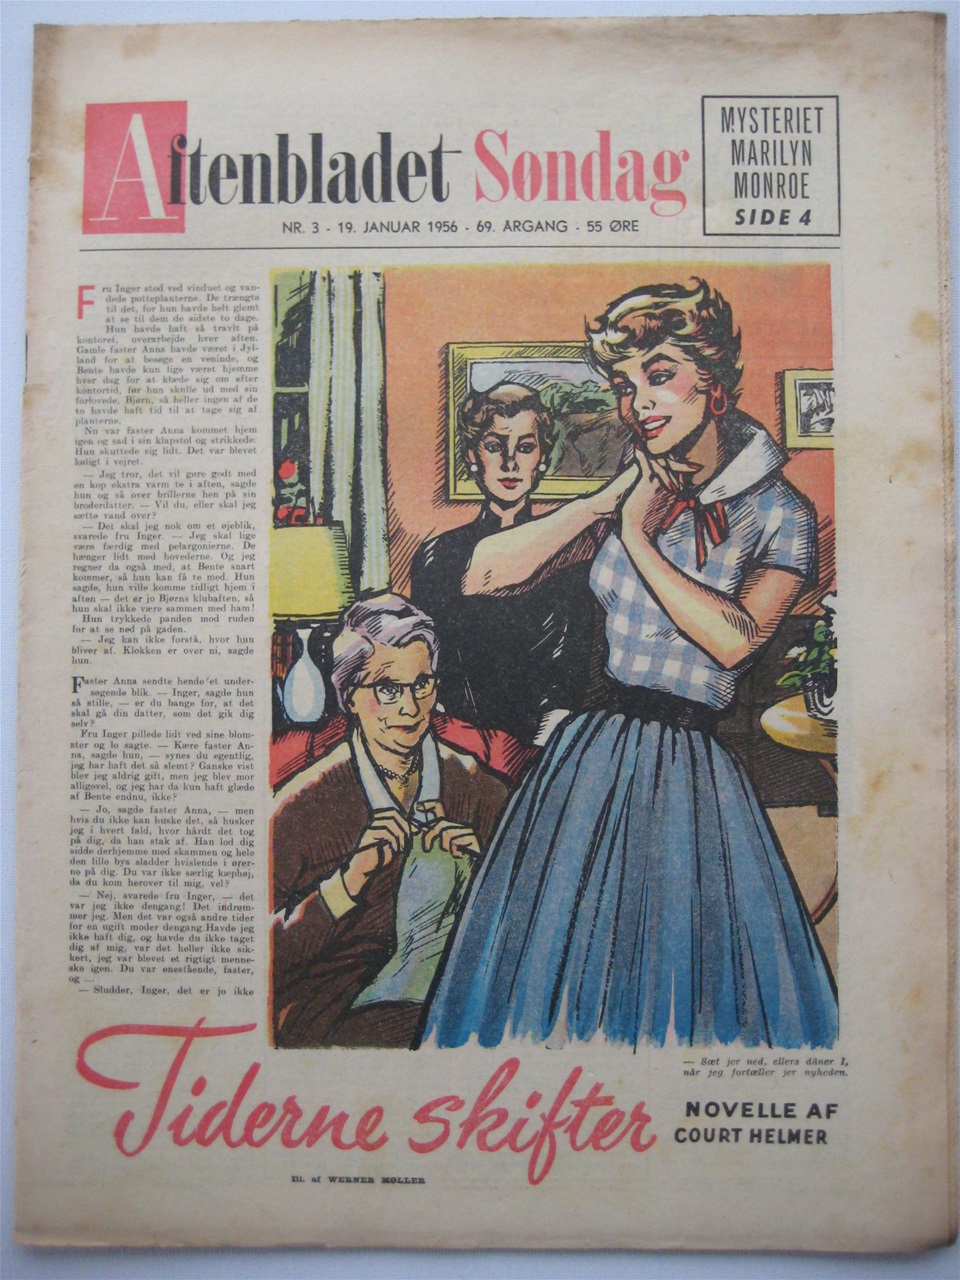 Aftenbladet Søndag
NR. 3 - 19. JANUAR 1956 - 69. ÅRGANG - 55 ØRE
MYSTERIET
MARILYN
MONROE
SIDE 4
Fru Inger stod ved vinduet og van-
dede potteplanterne. De trængte
til det, for hun havde helt glemt
at se til dem de sidste to dage.
Hun havde haft så travlt på
kontoret, overarbejde hver aften.
Gamle faster Anna havde været i Jyl-
land for at besøge en veninde, og
Bente havde kun lige været hjemme
hver dag for at klæde sig om efter
kontortid, før hun skulle ud med sin
forlovede, Bjørn, så heller ingen af de
to havde haft tid til at tage sig af
planterne.
Nu var faster Anna kommet hjem
igen og sad i sin klapstol og strikkede.
Hun skuttede sig lidt. Det var blevet
køligt i vejret.
— Jeg tror, det vil gøre godt med
en kop ekstra varm te i aften, sagde
hun og så over brillerne hen på sin
broderdatter. — Vil du, eller skal jeg
sætte vand over?
— Det skal jeg nok om et øjeblik,
svarede fru Inger. — Jeg skal lige
være færdig med pelargonierne. De
hænger lidt med hovederne. Og jeg
regner da også med, at Bente snart
kommer, så hun kan få te med. Hun
sagde, hun ville komme tidligt hjem i
aften — det er jo Bjørns klubaften, så
hun skal ikke være sammen med ham!
Hun trykkede panden mod ruden
for at se ned på gaden.
— Jeg kan ikke forstå, hvor hun
bliver af. Klokken er over ni, sagde
hun.
Faster Anna sendte hende et under-
søgende blik. — Inger, sagde hun
så stille, — er du bange for, at det
skal gå din datter, som det gik dig
selv?
Fru Inger pillede lidt ved sine blom-
ster og lo sagte. — Kære faster An-
na, sagde hun, — synes du egentlig,
jeg har haft det så slemt? Ganske vist
blev jeg aldrig gift, men jeg blev mor
alligevel, og jeg har da kun haft glæde
af Bente endnu, ikke?
— Jo, sagde faster Anna, — men
hvis du ikke kan huske det, så husker
jeg i hvert fald, hvor hårdt det tog
på dig, da han stak af. Han lod dig
sidde derhjemme med skammen og hele
den lille bys sladder hvislende i ører-
ne på dig. Du var ikke særlig kæphøj,
da du kom herover til mig, vel?
— Nej, svarede fru Inger, — det
var jeg ikke dengang! Det indrøm-
mer jeg. Men det var også andre tider
for en ugift moder dengang. Havde jeg
ikke haft dig, og havde du ikke taget
dig af mig, var det heller ikke sik-
kert, jeg var blevet et rigtigt menne-
ske igen. Du var enestående, faster,
og ...
— Sludder, Inger, det er jo ikke
— Sæt jer ned, ellers dåner I,
når jeg fortæller jer nyheden.
Tiderne skifter
NOVELLE AF
COURT HELMER
Ill. af WERNER MØLLER